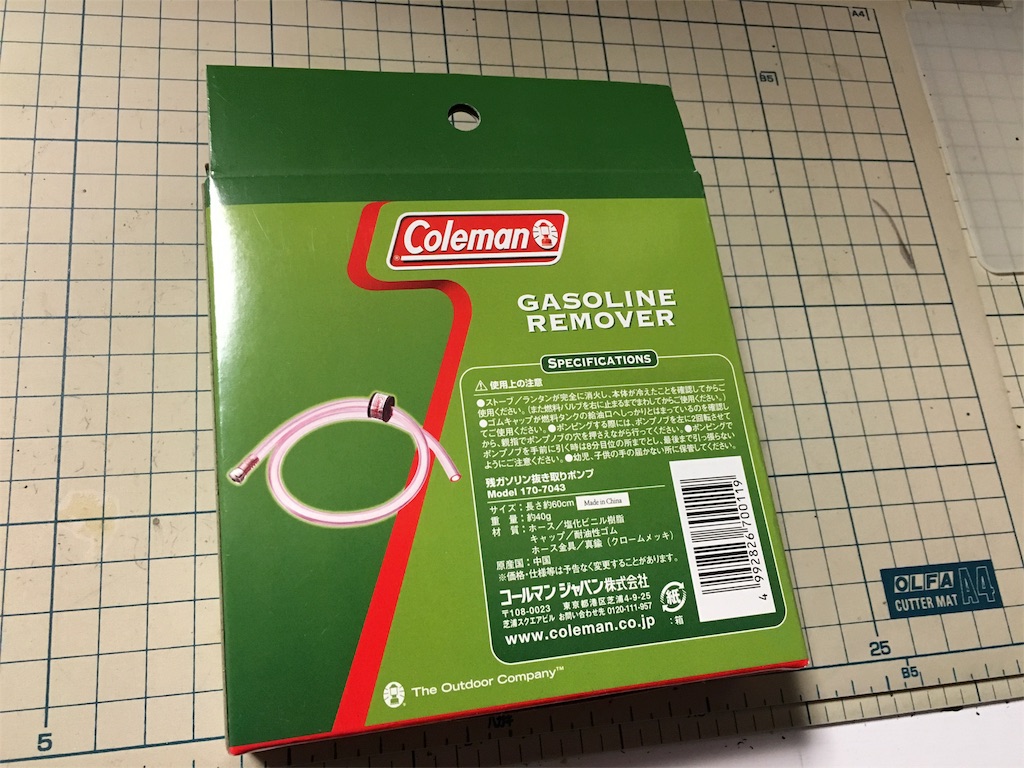 A4
B5
Coleman
GASOLINE
REMOVER
SPECIFICATIONS
⚠ 使用上の注意
●ストーブ/ランタンが完全に消火し、本体が冷えたことを確認してからご
使用ください。(また燃料バルブを右に止まるまでまわしてからご使用ください。)
●ゴムキャップが燃料タンクの給油口へしっかりとはまっているのを確認し
てご使用ください。●ポンピングする際には、ポンプノブを左に2回転させて
から、親指でポンプノブの穴を押さえながら行ってください。●ポンピングで
ポンプノブを手前に引く時は8分目位の所までとし、最後まで引っ張らない
ようにご注意ください。●幼児、子供の手の届かない所に保管してください。
残ガソリン抜き取りポンプ
Model 170-7043
サイズ:長さ約60cm Made in China
重 量:約40g
材 質:ホース/塩化ビニル樹脂
キャップ/耐油性ゴム
ホース金具/真鍮(クロームメッキ)
原産国:中国
※価格・仕様等は予告なく変更することがあります。
コールマン ジャパン株式会社
〒108-0023 東京都港区芝浦4-9-25
芝浦スクエアビル お問い合わせ先 0120-111-957
www.coleman.co.jp
紙
:箱
4 992826 700119
The Outdoor Company™
OLFA A4
CUTTER MAT
25
B5
5